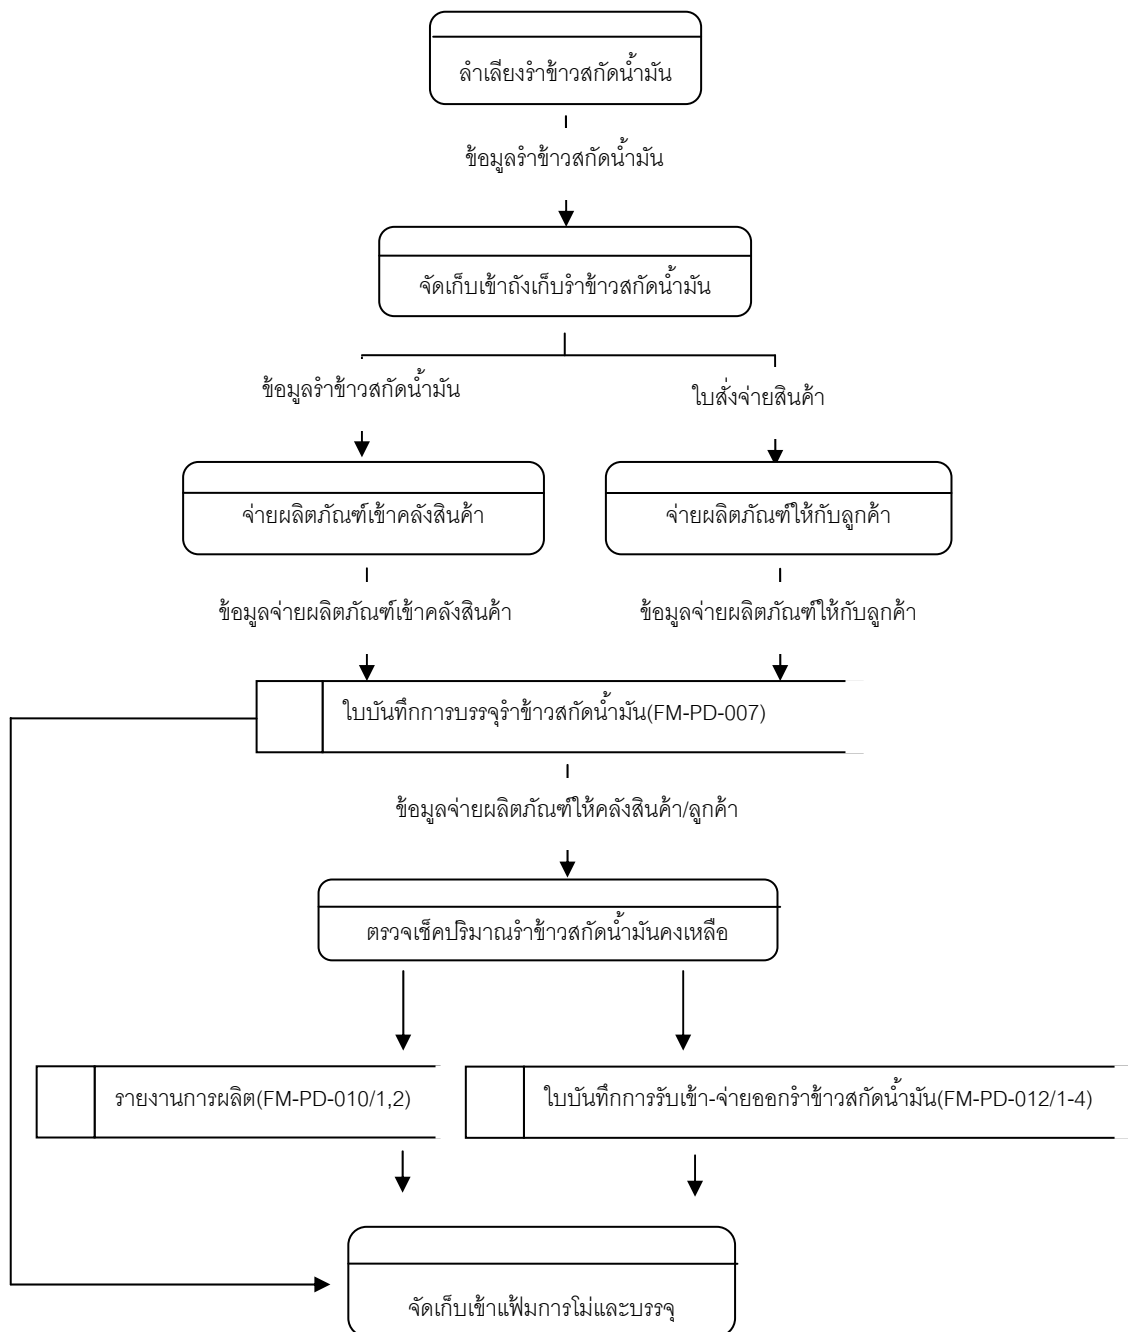 ลำเลียงรำข้าวสกัดน้ำมัน
ข้อมูลรำข้าวสกัดน้ำมัน
จัดเก็บเข้าถังเก็บรำข้าวสกัดน้ำมัน
ข้อมูลรำข้าวสกัดน้ำมัน
ใบสั่งจ่ายสินค้า
จ่ายผลิตภัณฑ์เข้าคลังสินค้า
จ่ายผลิตภัณฑ์ให้กับลูกค้า
ข้อมูลจ่ายผลิตภัณฑ์เข้าคลังสินค้า
ข้อมูลจ่ายผลิตภัณฑ์ให้กับลูกค้า
ใบบันทึกการบรรจุรำข้าวสกัดน้ำมัน(FM-PD-007)
ข้อมูลจ่ายผลิตภัณฑ์ให้คลังสินค้า/ลูกค้า
ตรวจเช็คปริมาณรำข้าวสกัดน้ำมันคงเหลือ
รายงานการผลิต(FM-PD-010/1,2)
ใบบันทึกการรับเข้า-จ่ายออกรำข้าวสกัดน้ำมัน(FM-PD-012/1-4)
จัดเก็บเข้าแฟ้มการโม่และบรรจุ